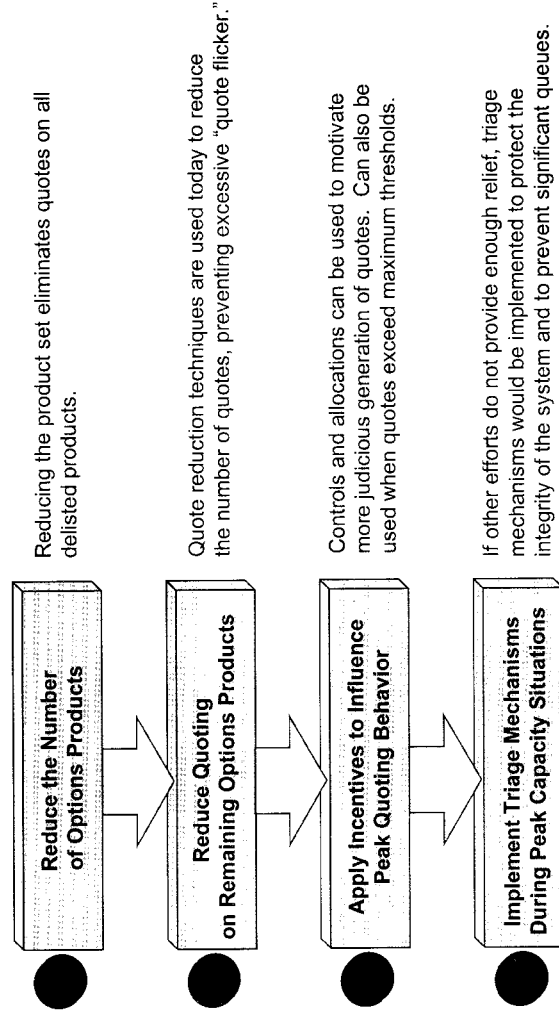 Reduce the Number
of Options Products
Reducing the product set eliminates quotes on all
delisted products.
Reduce Quoting
on Remaining Options Products
Quote reduction techniques are used today to reduce
the number of quotes, preventing excessive “quote flicker.”
Apply Incentives to Influence
Peak Quoting Behavior
Controls and allocations can be used to motivate
more judicious generation of quotes.  Can also be
used when quotes exceed maximum thresholds.
Implement Triage Mechanisms
During Peak Capacity Situations
If other efforts do not provide enough relief, triage
mechanisms would be implemented to protect the
integrity of the system and to prevent significant queues.